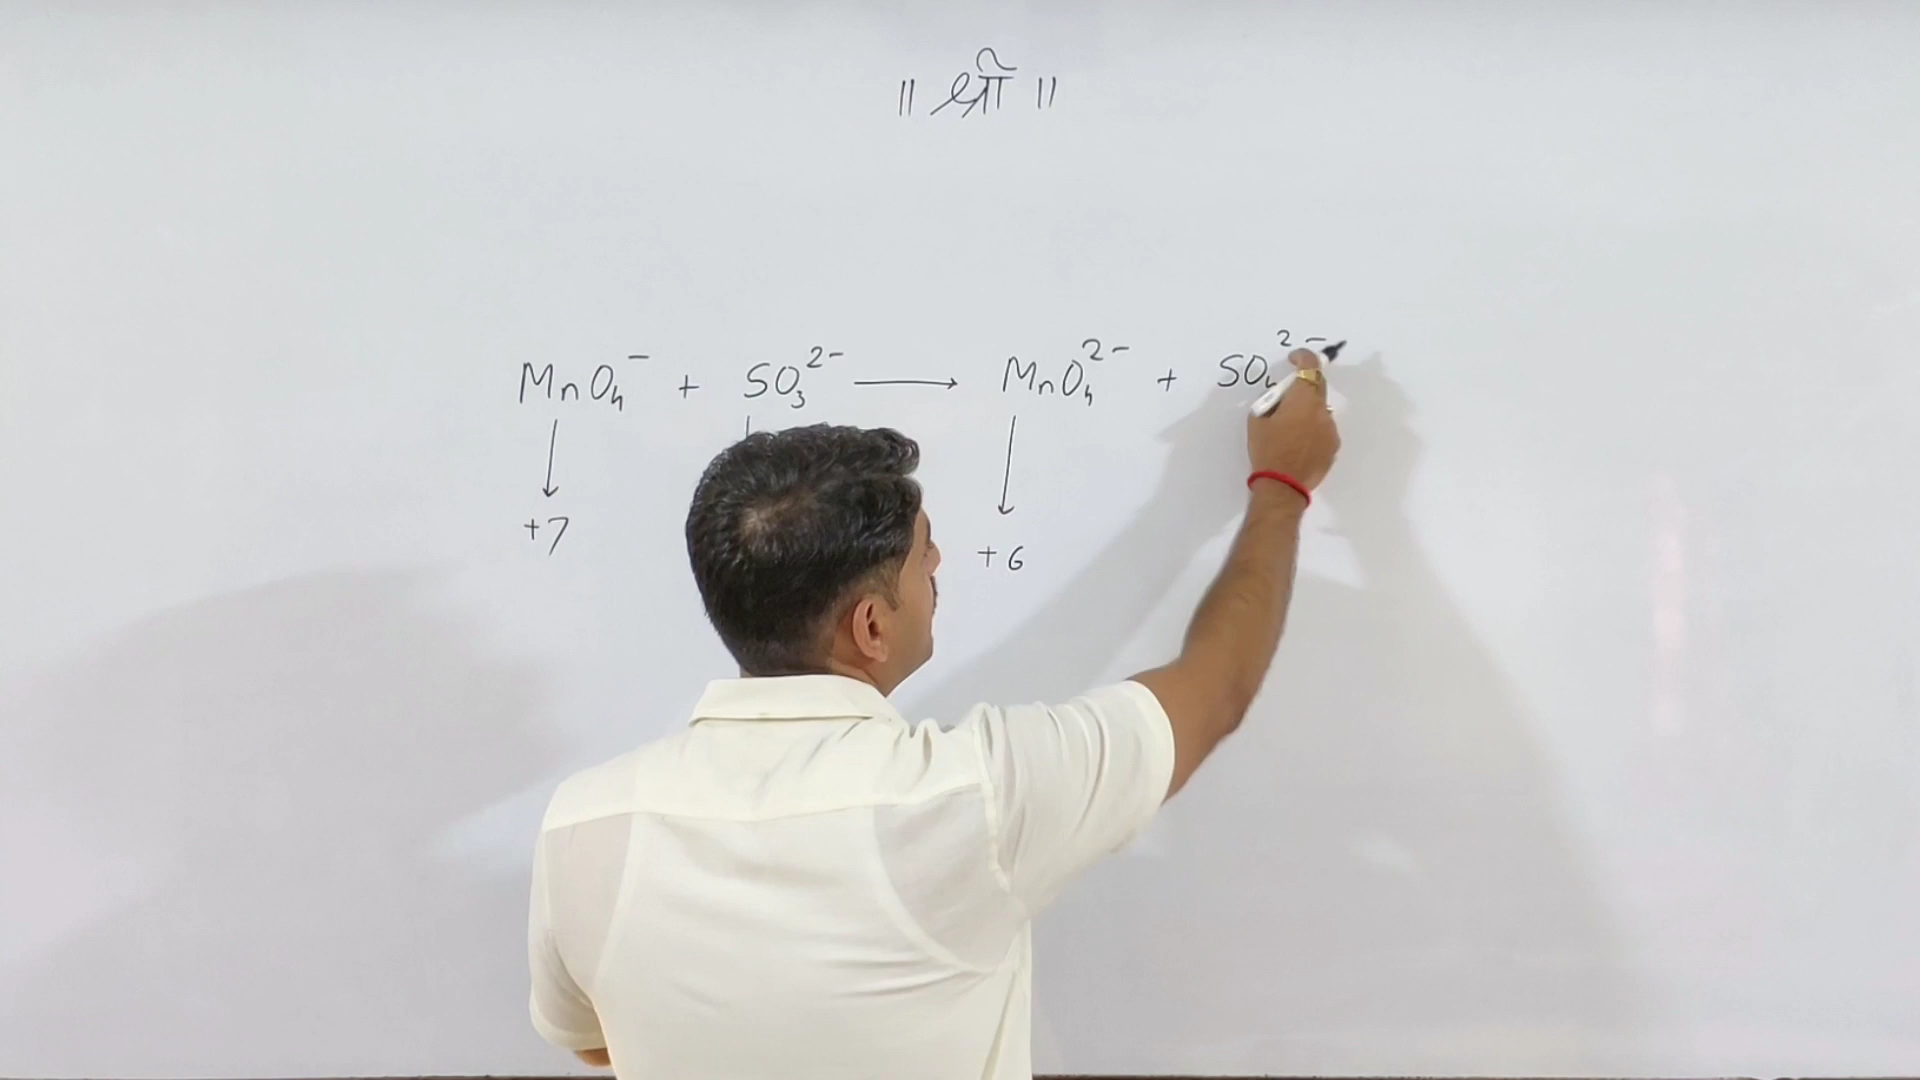 ॥ श्री ॥
MnO₄⁻ + SO₃²⁻ ⟶ MnO₄²⁻ + SO₄²⁻
+7
+6